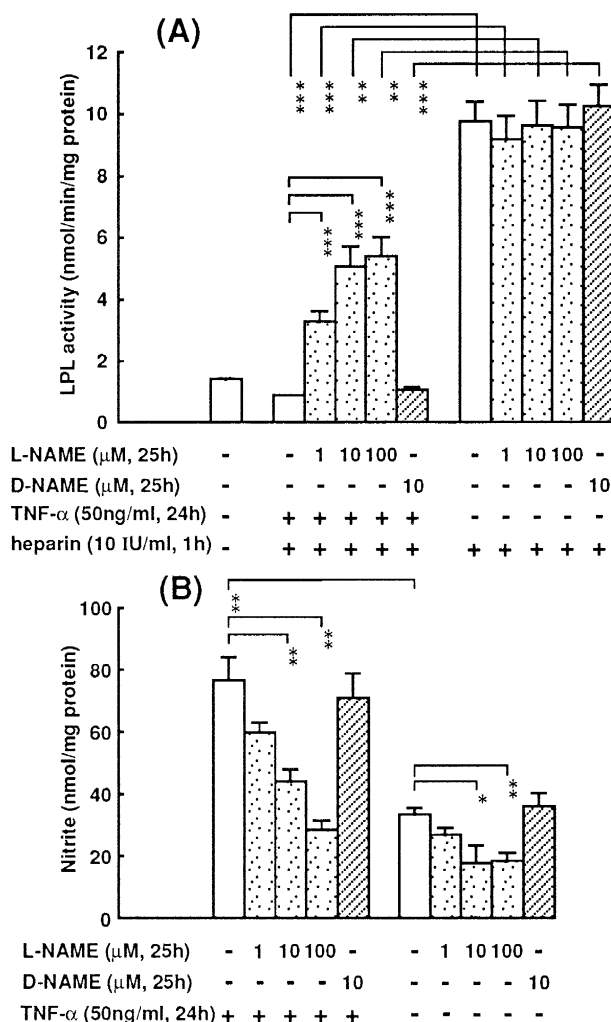 (A)
LPL activity (nmol/min/mg protein)
12
10
8
6
4
2
0
*** *** ** ** ***
*** *** ***
L-NAME (μM, 25h) - - 1 10 100 - - 1 10 100 -
D-NAME (μM, 25h) - - - - - 10 - - - - 10
TNF-α (50ng/ml, 24h) - + + + + + - - - - -
heparin (10 IU/ml, 1h) - + + + + + + + + + +
(B)
Nitrite (nmol/mg protein)
100
80
60
40
20
0
** ** **
* **
L-NAME (μM, 25h) - 1 10 100 - - 1 10 100 -
D-NAME (μM, 25h) - - - - 10 - - - - 10
TNF-α (50ng/ml, 24h) + + + + + - - - - -